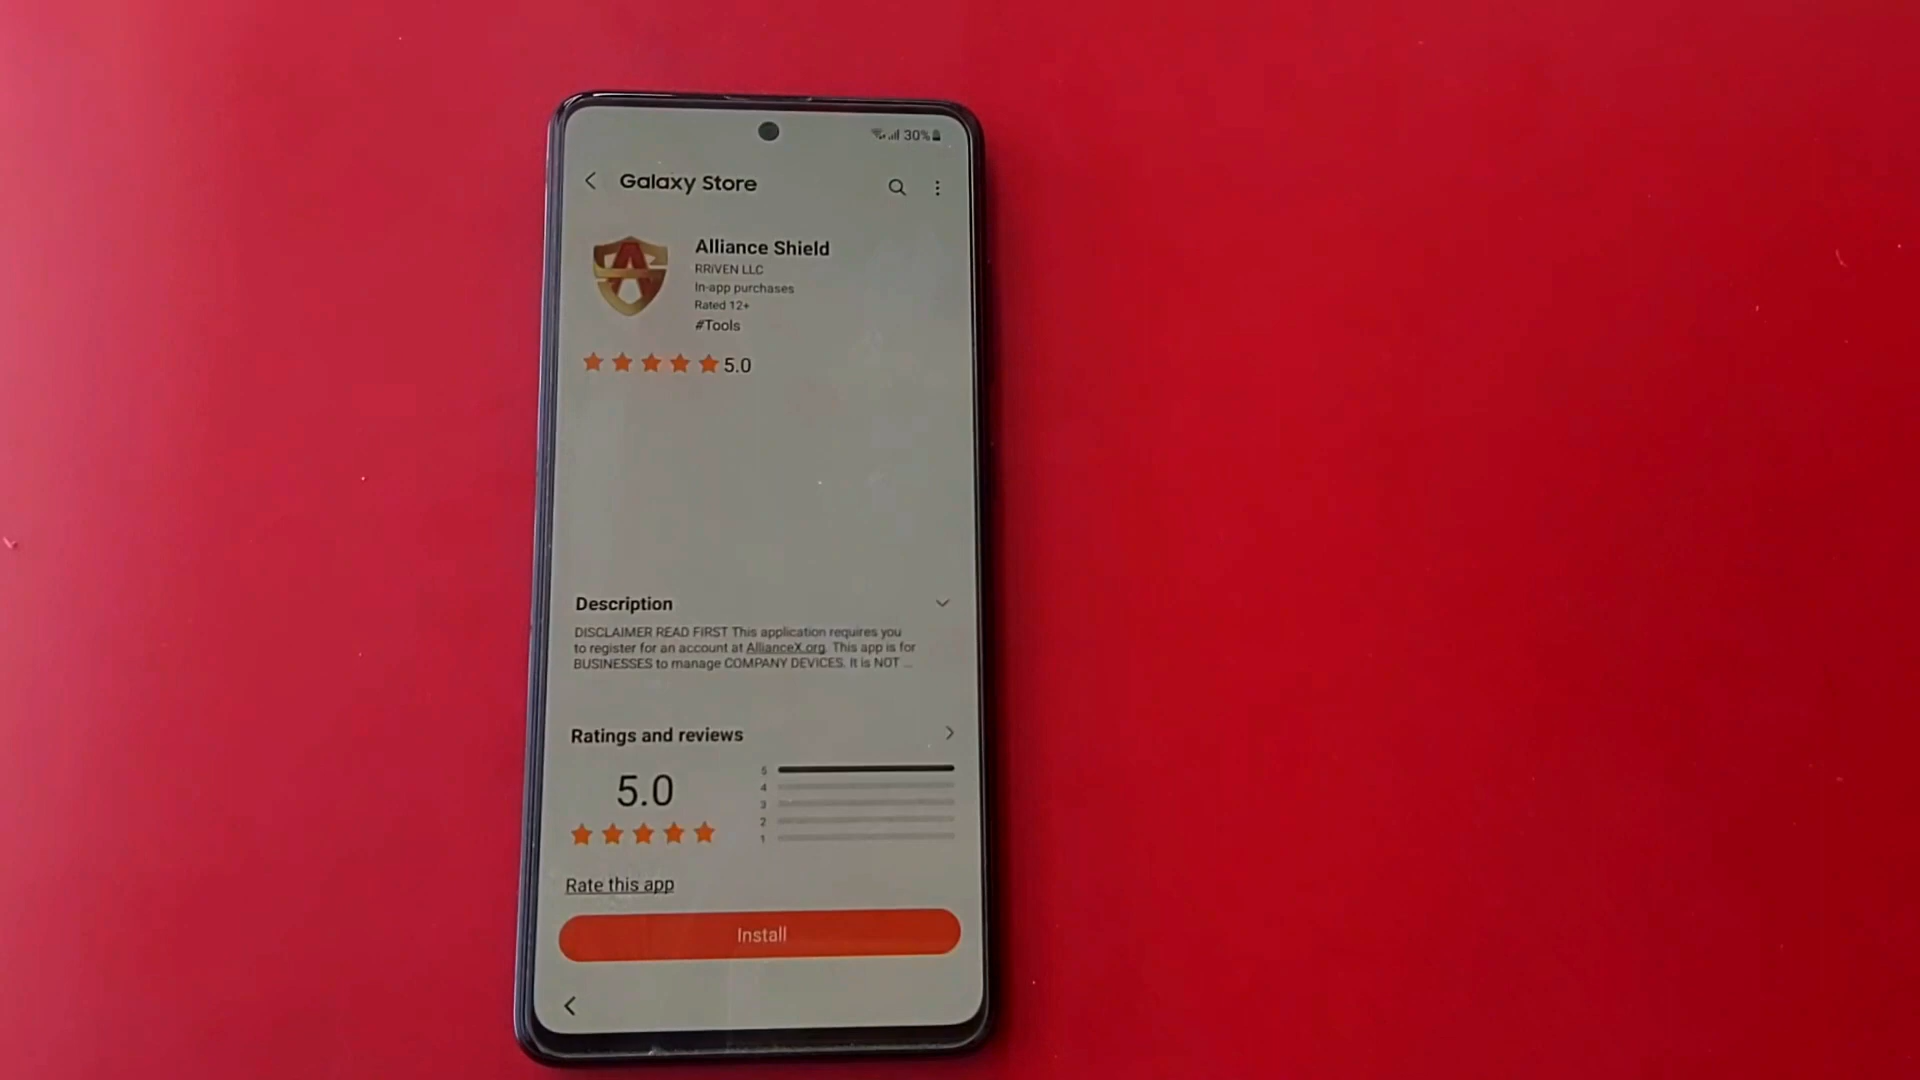 30%
Galaxy Store
Alliance Shield
RRiVEN LLC
In-app purchases
Rated 12+
#Tools
5.0
Description
DISCLAIMER READ FIRST This application requires you
to register for an account at AllianceX.org. This app is for
BUSINESSES to manage COMPANY DEVICES. It is NOT ...
Ratings and reviews
5.0
5
4
3
2
1
Rate this app
Install